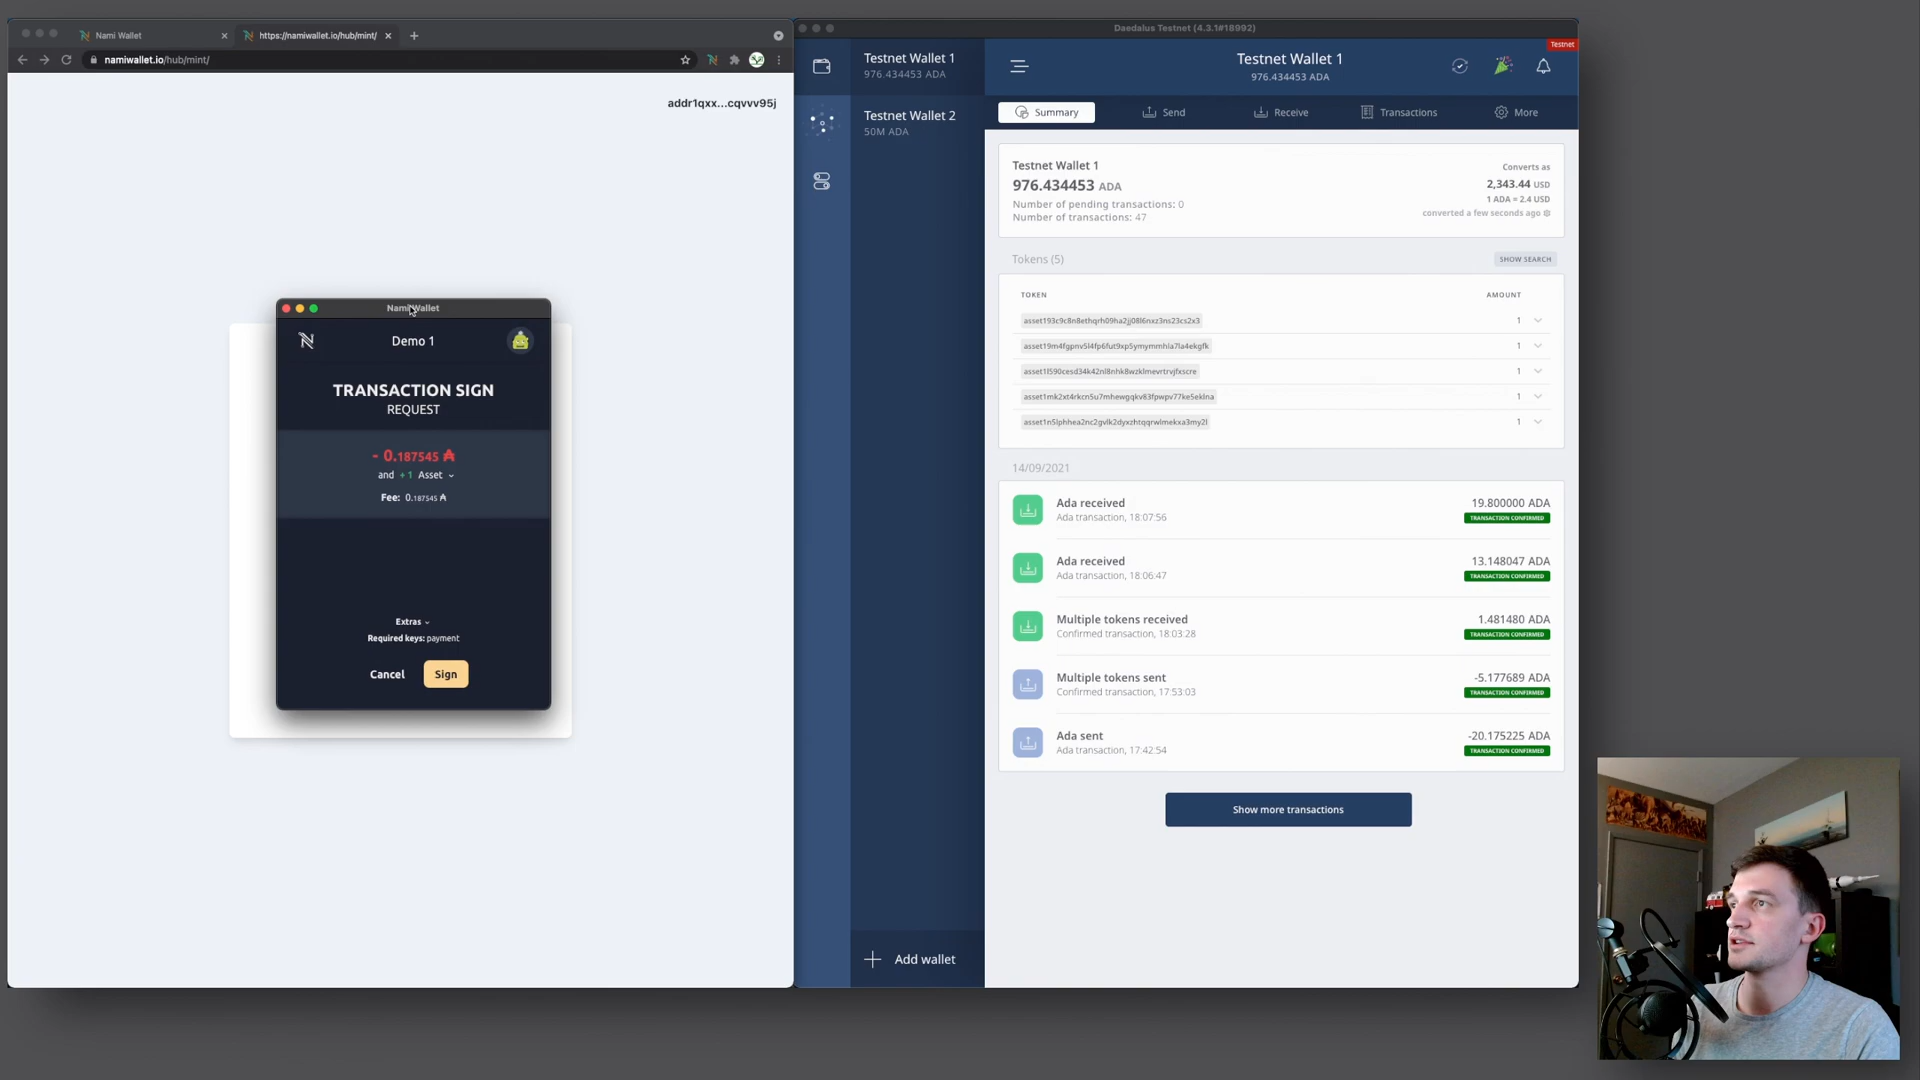 Nami Wallet
https://namiwallet.io/hub/mint/
namiwallet.io/hub/mint/
addr1qxx...cqvvv95j
Nami Wallet
Demo 1
TRANSACTION SIGN
REQUEST
- 0.187545 ₳
and + 1 Asset
Fee: 0.187545 ₳
Extras
Required keys: payment
Cancel
Sign
Daedalus Testnet (4.3.1#18992)
Testnet Wallet 1
976.434453 ADA
Testnet Wallet 2
50M ADA
Add wallet
Testnet Wallet 1
976.434453 ADA
Testnet
Summary
Send
Receive
Transactions
More
Testnet Wallet 1
976.434453 ADA
Number of pending transactions: 0
Number of transactions: 47
Converts as
2,343.44 USD
1 ADA = 2.4 USD
converted a few seconds ago
Tokens (5)
SHOW SEARCH
TOKEN AMOUNT
1
1
1
1
1
14/09/2021
Ada received 19.800000 ADA
Ada transaction, 18:07:56 TRANSACTION CONFIRMED
Ada received 13.148047 ADA
Ada transaction, 18:06:47 TRANSACTION CONFIRMED
Multiple tokens received 1.481480 ADA
Confirmed transaction, 18:03:28 TRANSACTION CONFIRMED
Multiple tokens sent -5.177689 ADA
Confirmed transaction, 17:53:03 TRANSACTION CONFIRMED
Ada sent -20.175225 ADA
Ada transaction, 17:42:54 TRANSACTION CONFIRMED
Show more transactions